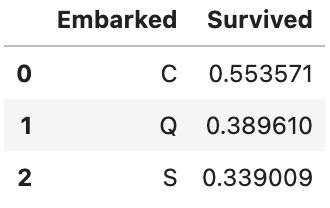 Embarked Survived
0 C 0.553571
1 Q 0.389610
2 S 0.339009